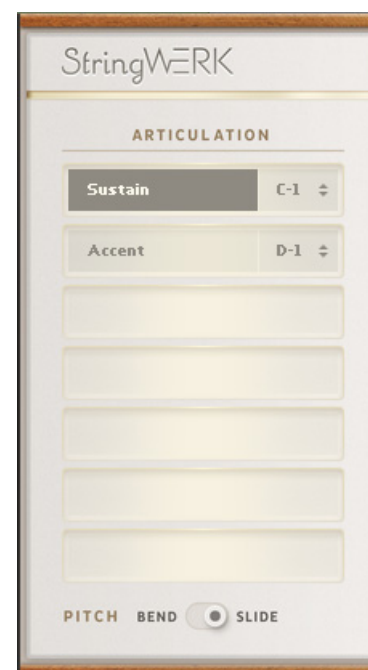 StringWERK
ARTICULATION
Sustain C-1
Accent D-1
PITCH BEND SLIDE